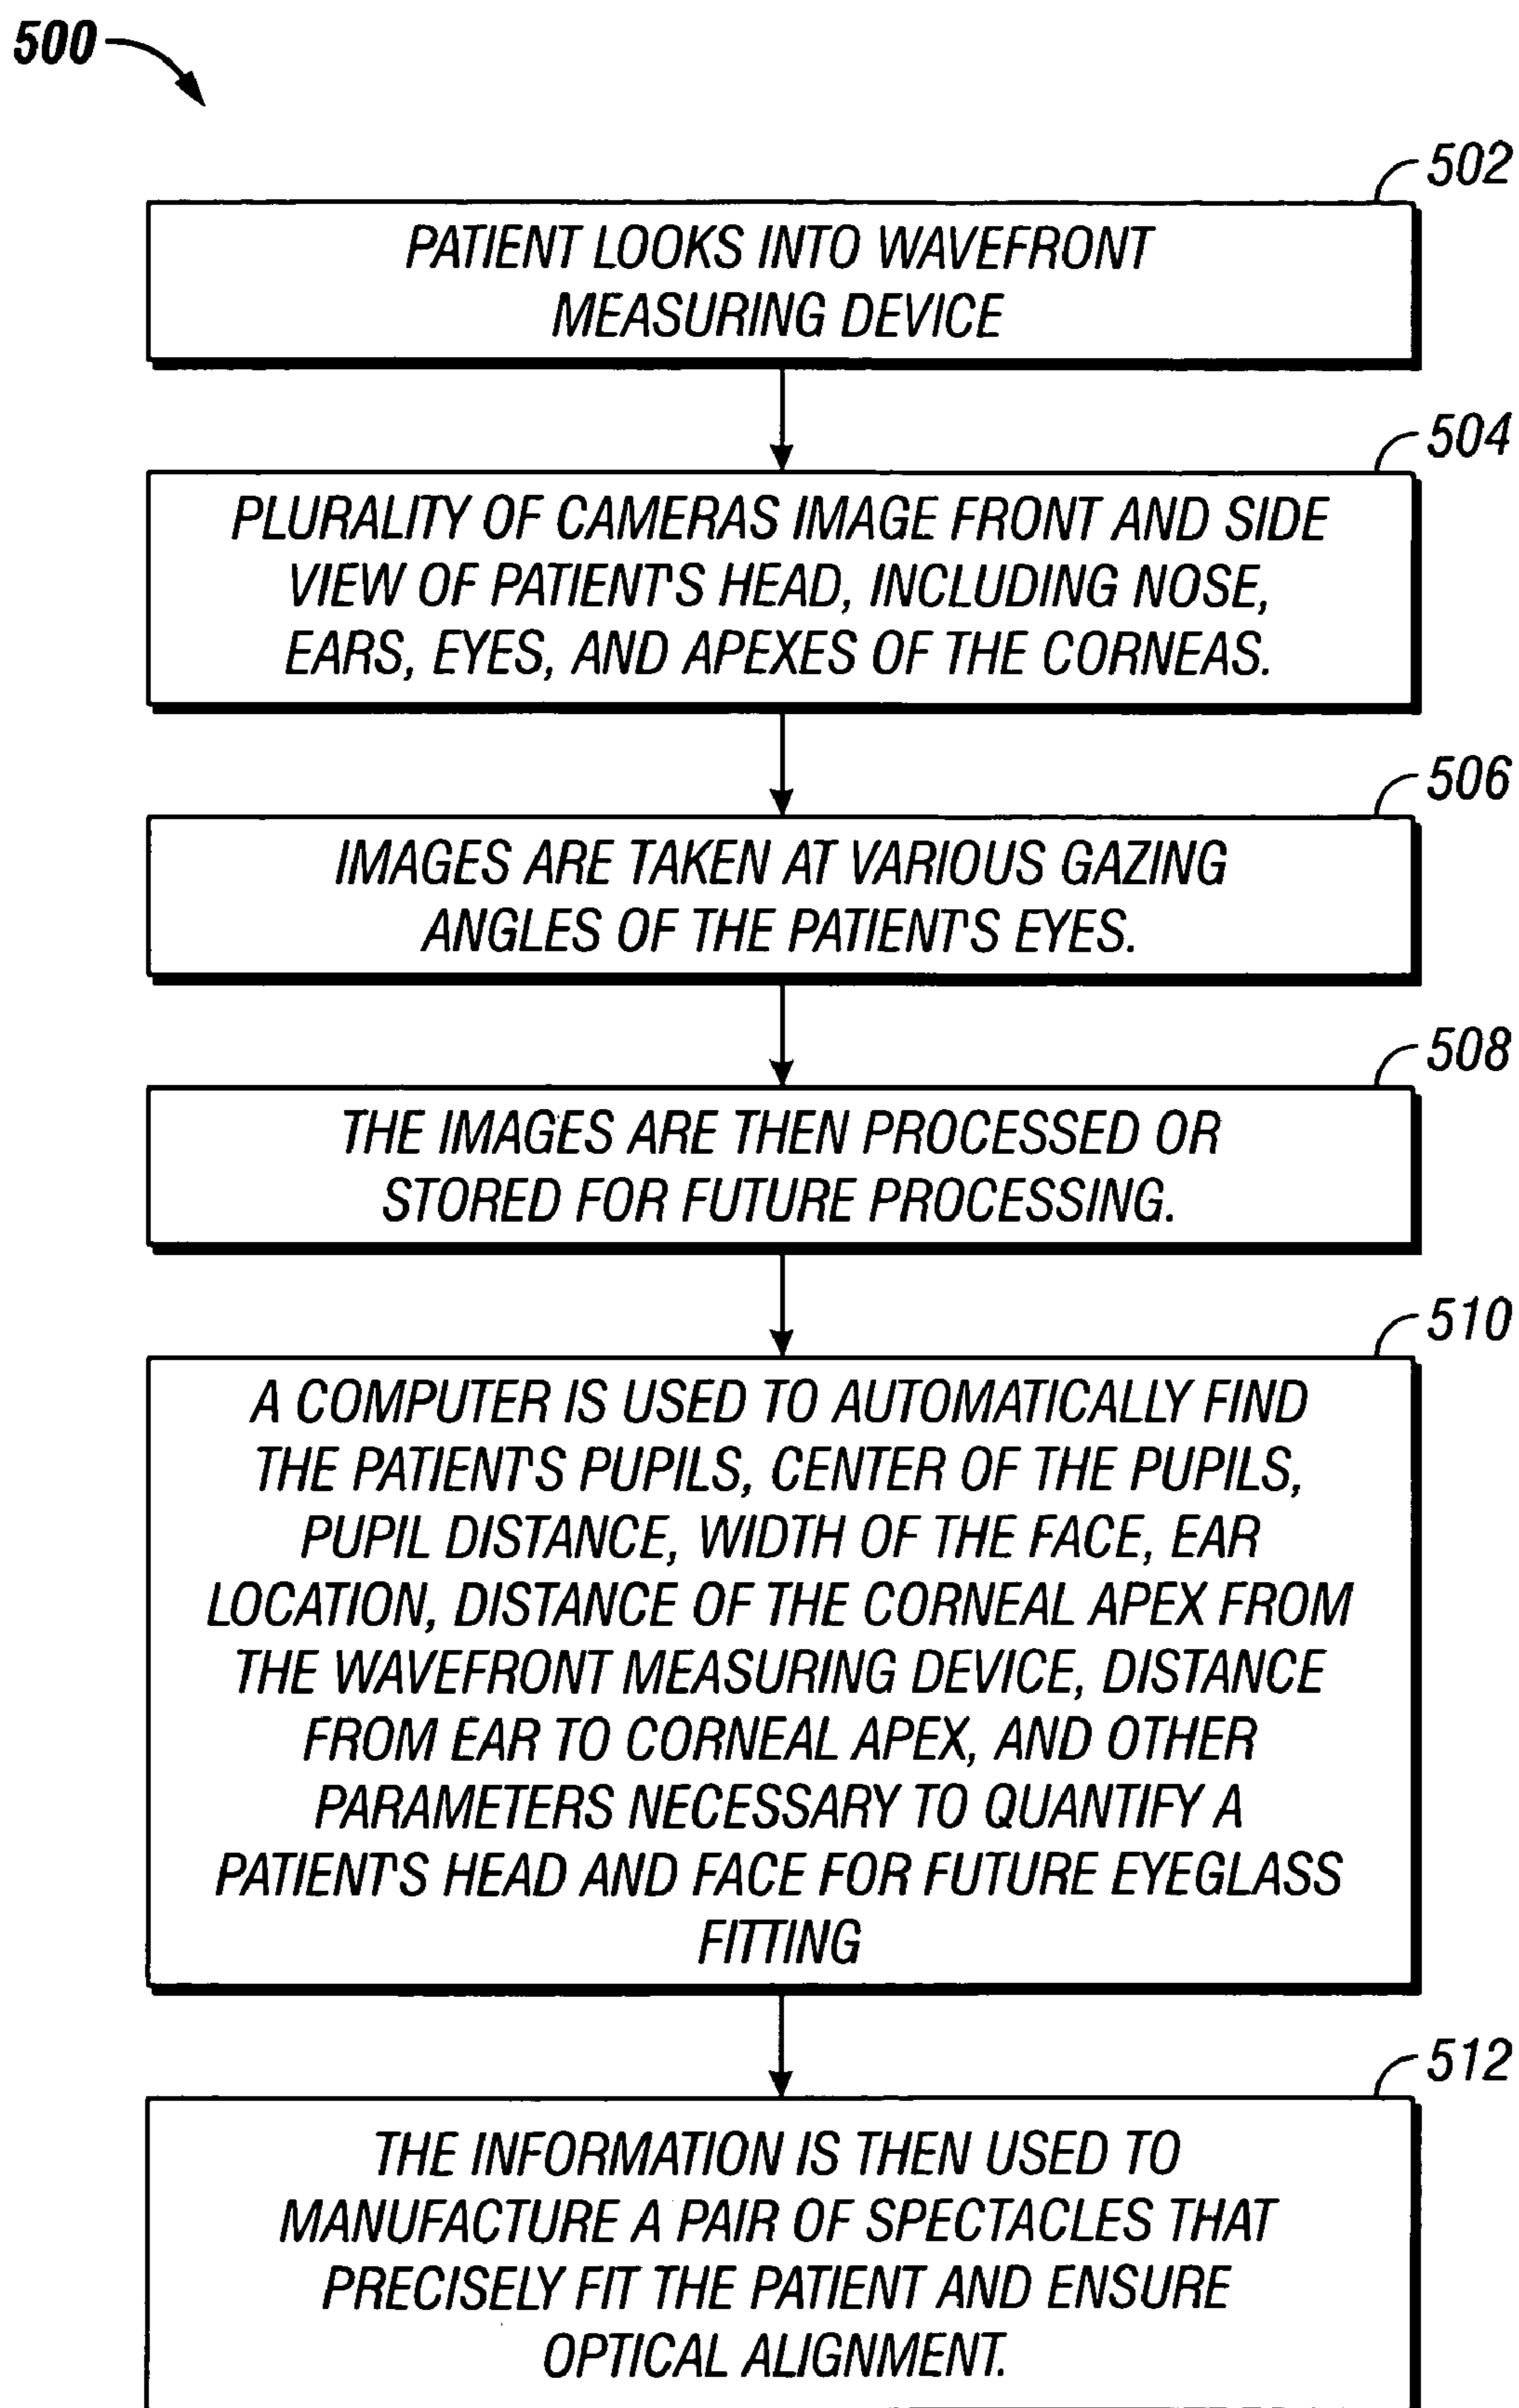 500
502
PATIENT LOOKS INTO WAVEFRONT
MEASURING DEVICE
504
PLURALITY OF CAMERAS IMAGE FRONT AND SIDE
VIEW OF PATIENT'S HEAD, INCLUDING NOSE,
EARS, EYES, AND APEXES OF THE CORNEAS.
506
IMAGES ARE TAKEN AT VARIOUS GAZING
ANGLES OF THE PATIENT'S EYES.
508
THE IMAGES ARE THEN PROCESSED OR
STORED FOR FUTURE PROCESSING.
510
A COMPUTER IS USED TO AUTOMATICALLY FIND
THE PATIENT'S PUPILS, CENTER OF THE PUPILS,
PUPIL DISTANCE, WIDTH OF THE FACE, EAR
LOCATION, DISTANCE OF THE CORNEAL APEX FROM
THE WAVEFRONT MEASURING DEVICE, DISTANCE
FROM EAR TO CORNEAL APEX, AND OTHER
PARAMETERS NECESSARY TO QUANTIFY A
PATIENT'S HEAD AND FACE FOR FUTURE EYEGLASS
FITTING
512
THE INFORMATION IS THEN USED TO
MANUFACTURE A PAIR OF SPECTACLES THAT
PRECISELY FIT THE PATIENT AND ENSURE
OPTICAL ALIGNMENT.